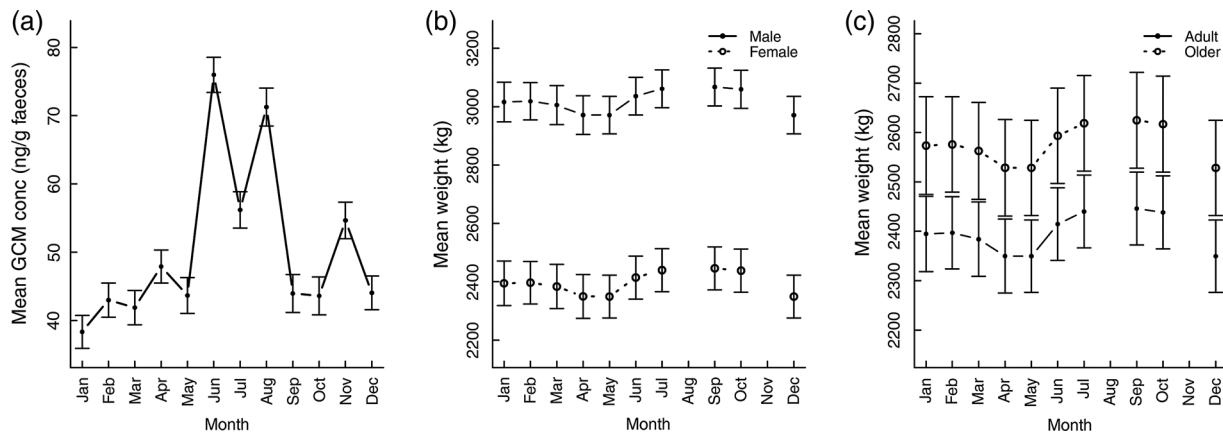 (a)
Mean GCM conc (ng/g faeces)
80
70
60
50
40
Jan Feb Mar Apr May Jun Jul Aug Sep Oct Nov Dec
Month
(b)
Male
Female
Mean weight (kg)
3200
3000
2800
2600
2400
2200
Jan Feb Mar Apr May Jun Jul Aug Sep Oct Nov Dec
Month
(c)
Adult
Older
Mean weight (kg)
2800
2700
2600
2500
2400
2300
2200
Jan Feb Mar Apr May Jun Jul Aug Sep Oct Nov Dec
Month